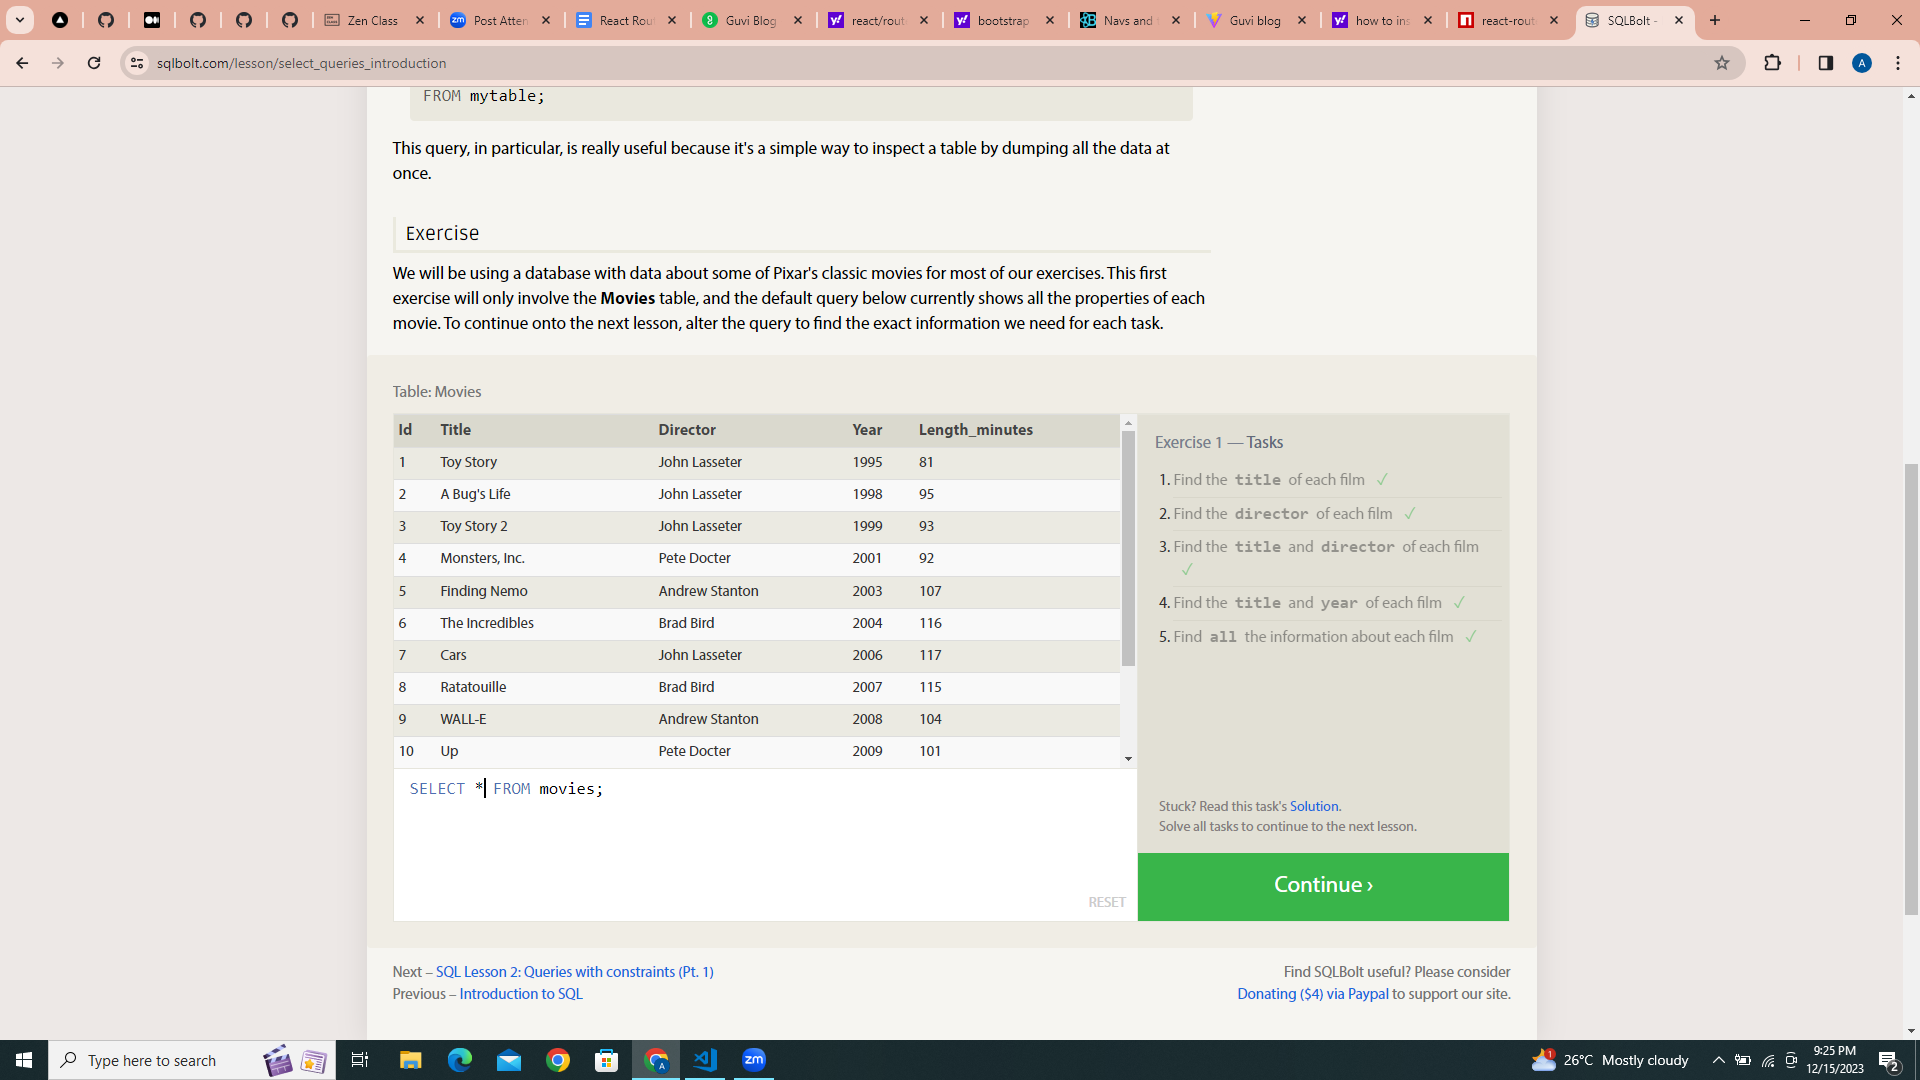 Zen Class
Post Atten
React Rout
Guvi Blog
react/route
bootstrap
Navs and t
Guvi blog
how to ins
react-rout
SQLBolt -
sqlbolt.com/lesson/select_queries_introduction
A
FROM mytable;
This query, in particular, is really useful because it's a simple way to inspect a table by dumping all the data at
once.
Exercise
We will be using a database with data about some of Pixar's classic movies for most of our exercises. This first
exercise will only involve the Movies table, and the default query below currently shows all the properties of each
movie. To continue onto the next lesson, alter the query to find the exact information we need for each task.
Table: Movies
Id Title Director Year Length_minutes
1 Toy Story John Lasseter 1995 81
2 A Bug's Life John Lasseter 1998 95
3 Toy Story 2 John Lasseter 1999 93
4 Monsters, Inc. Pete Docter 2001 92
5 Finding Nemo Andrew Stanton 2003 107
6 The Incredibles Brad Bird 2004 116
7 Cars John Lasseter 2006 117
8 Ratatouille Brad Bird 2007 115
9 WALL-E Andrew Stanton 2008 104
10 Up Pete Docter 2009 101
SELECT * FROM movies;
RESET
Exercise 1 — Tasks
1. Find the title of each film ✓
2. Find the director of each film ✓
3. Find the title and director of each film
✓
4. Find the title and year of each film ✓
5. Find all the information about each film ✓
Stuck? Read this task's Solution.
Solve all tasks to continue to the next lesson.
Continue ›
Next – SQL Lesson 2: Queries with constraints (Pt. 1)
Previous – Introduction to SQL
Find SQLBolt useful? Please consider
Donating ($4) via Paypal to support our site.
Type here to search
26°C Mostly cloudy
9:25 PM
12/15/2023
2